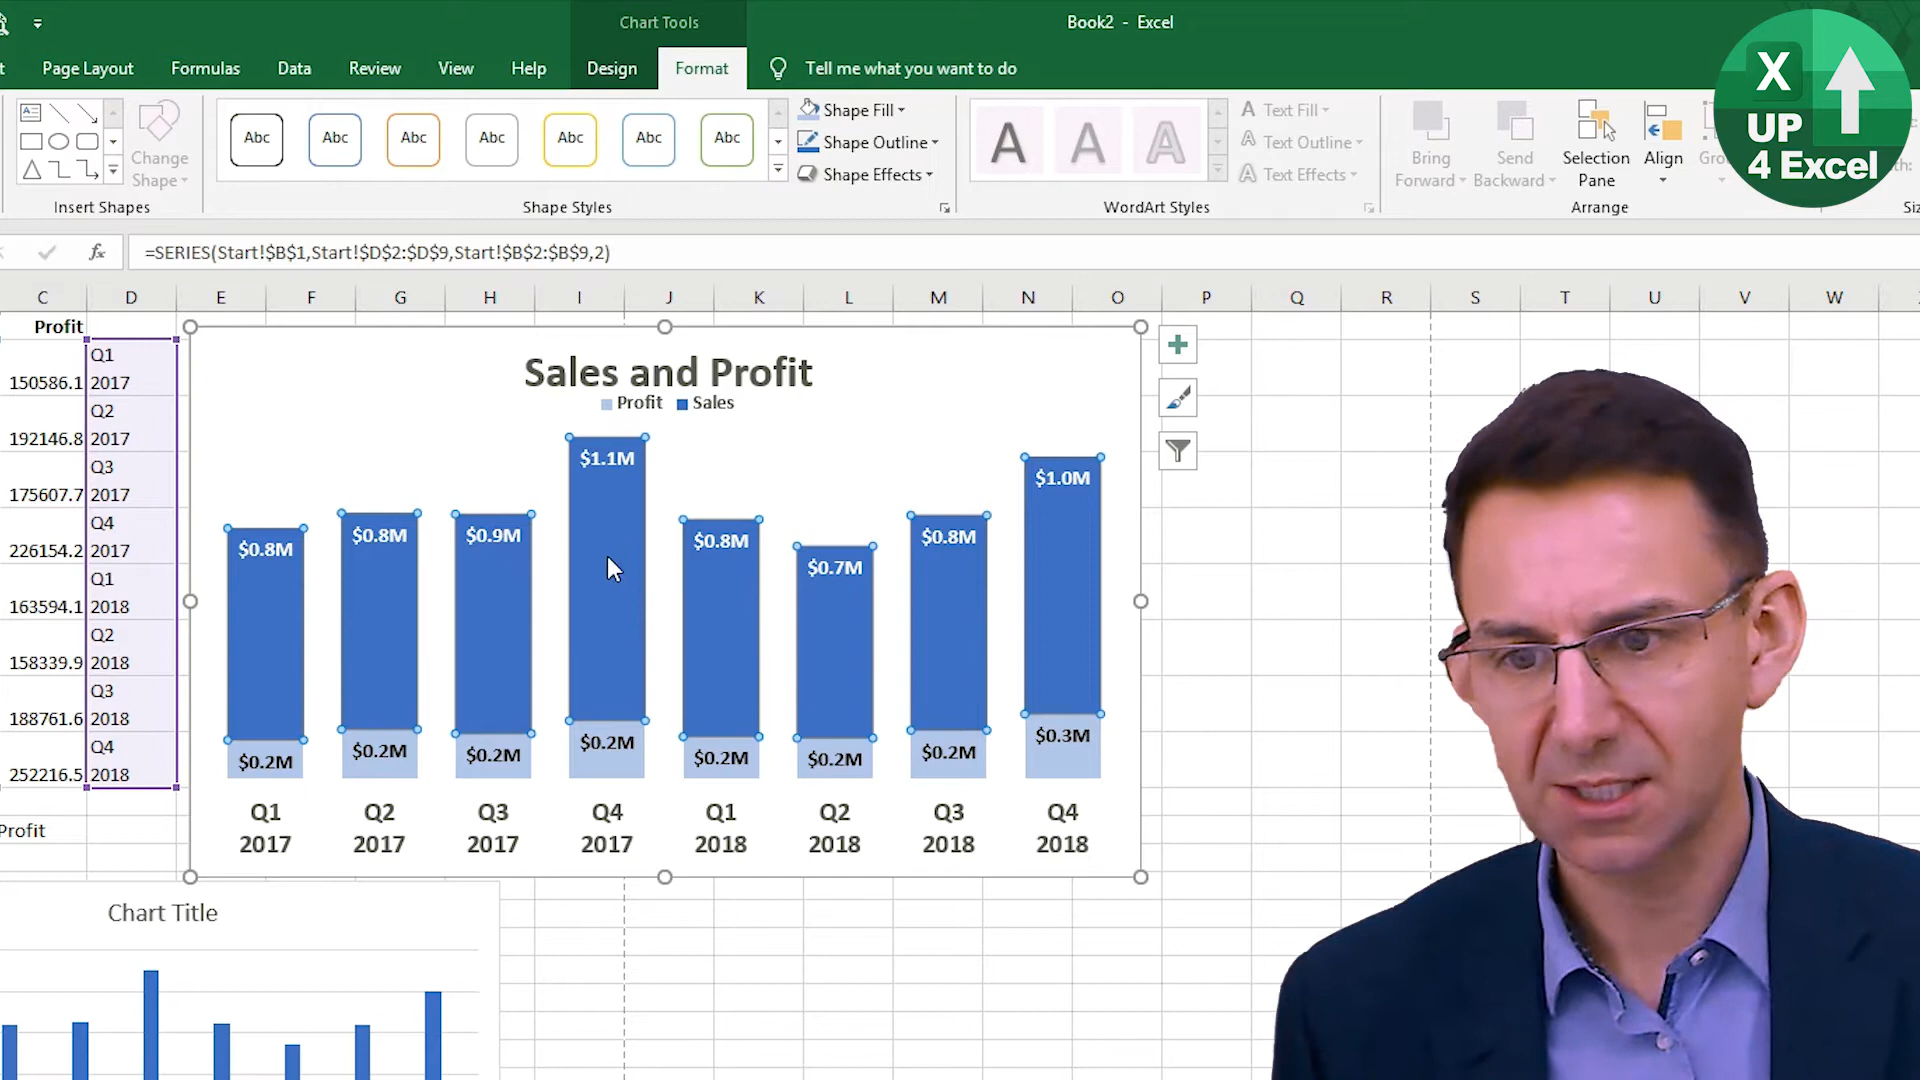 Chart Tools
Book2 - Excel
Page Layout Formulas Data Review View Help Design Format Tell me what you want to do
X
UP
4 Excel
Change
Shape
Insert Shapes
Abc Abc Abc Abc Abc Abc Abc
Shape Styles
Shape Fill
Shape Outline
Shape Effects
A A A
WordArt Styles
A Text Fill
A Text Outline
A Text Effects
Bring
Forward
Send
Backward
Selection
Pane
Align
Arrange
fx =SERIES(Start!$B$1,Start!$D$2:$D$9,Start!$B$2:$B$9,2)
C D E F G H I J K L M N O P Q R S T U V W
Profit
150586.1 Q1 2017
192146.8 Q2 2017
175607.7 Q3 2017
226154.2 Q4 2017
163594.1 Q1 2018
158339.9 Q2 2018
188761.6 Q3 2018
252216.5 Q4 2018
Profit
Sales and Profit
Profit Sales
$0.8M $0.8M $0.9M $1.1M $0.8M $0.7M $0.8M $1.0M
$0.2M $0.2M $0.2M $0.2M $0.2M $0.2M $0.2M $0.3M
Q1 Q2 Q3 Q4 Q1 Q2 Q3 Q4
2017 2017 2017 2017 2018 2018 2018 2018
Chart Title